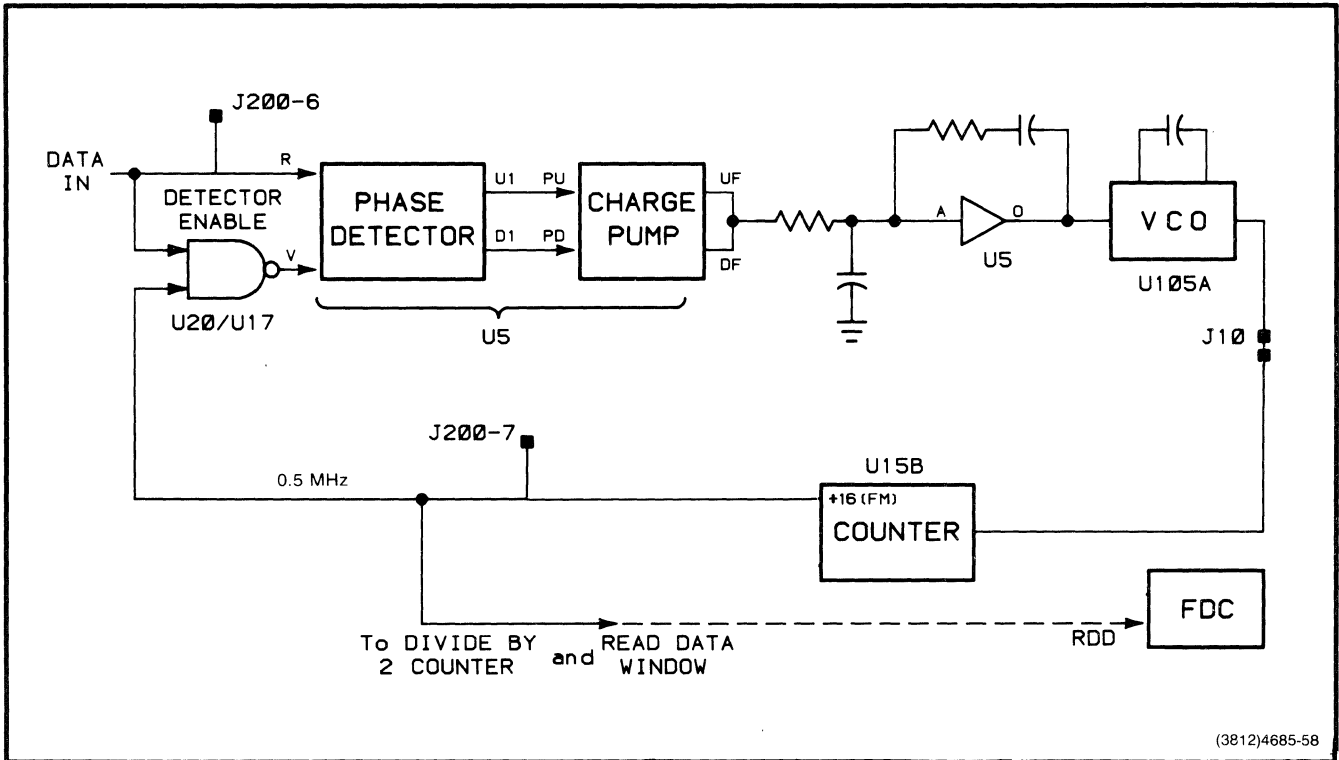 J200-6
DATA
IN
R
DETECTOR
ENABLE
V
U20/U17
PHASE
DETECTOR
U1
D1
PU
PD
CHARGE
PUMP
UF
DF
U5
A
O
U5
VCO
U105A
J10
J200-7
0.5 MHz
U15B
+16(FM)
COUNTER
FDC
RDD
To DIVIDE BY
2 COUNTER
and
READ DATA
WINDOW
(3812)4685-58